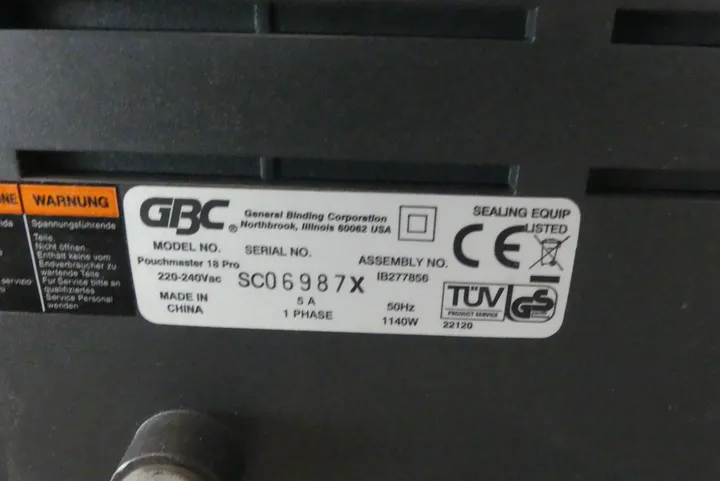 NE
WARNUNG
Spannungsführende
Teile.
Nicht öffnen.
Enthält keine vom
Endverbraucher zu
wartende Teile
Für Service bitte an
qualifiziertes
Service Personal
wenden
servizio
GBC®
General Binding Corporation
Northbrook, Illinois 60062 USA
SEALING EQUIP
LISTED
MODEL NO.
Pouchmaster 18 Pro
220-240Vac
MADE IN
CHINA
SERIAL NO.
SC06987X
5 A
1 PHASE
ASSEMBLY NO.
IB277856
50Hz
1140W
CE
TÜV
PRODUCT SERVICE
GS
22120